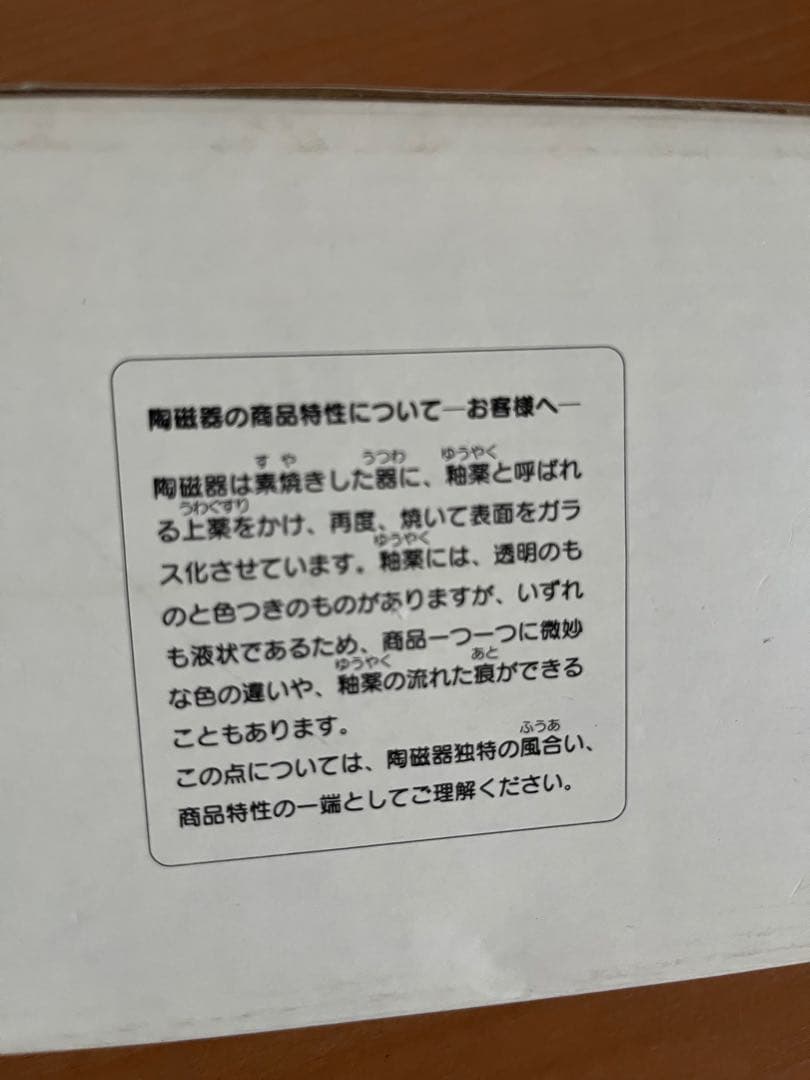 陶磁器の商品特性について―お客様へ―
すや うつわ ゆうやく
陶磁器は素焼きした器に、釉薬と呼ばれ
うわぐすり
る上薬をかけ、再度、焼いて表面をガラ
ゆうやく
ス化させています。釉薬には、透明のも
のと色つきのものがありますが、いずれ
も液状であるため、商品一つ一つに微妙
ゆうやく あと
な色の違いや、釉薬の流れた痕ができる
こともあります。
ふうあ
この点については、陶磁器独特の風合い、
商品特性の一端としてご理解ください。